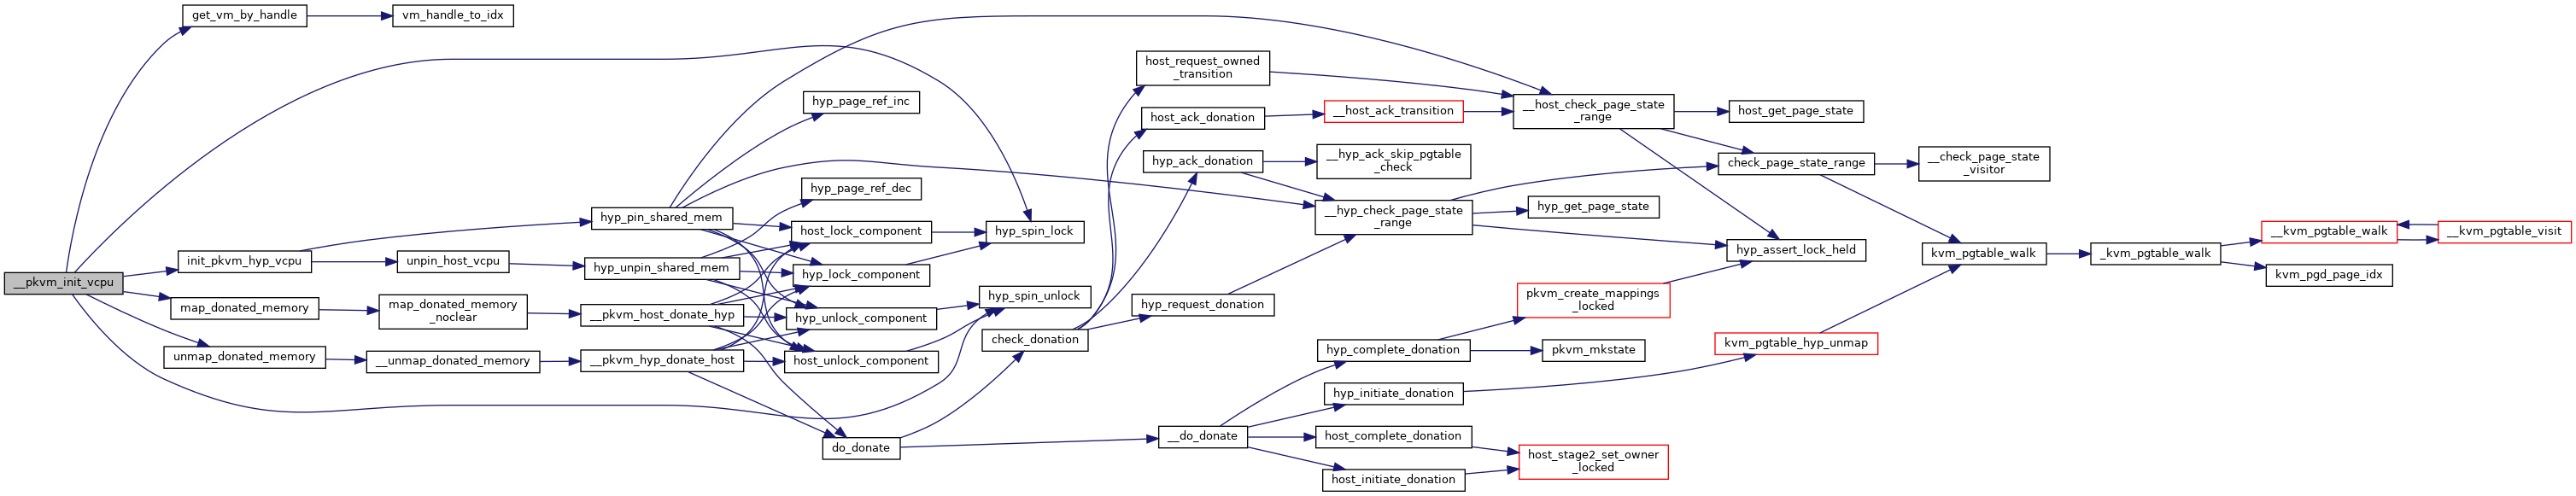 __pkvm_init_vcpu
get_vm_by_handle
vm_handle_to_idx
init_pkvm_hyp_vcpu
map_donated_memory
unmap_donated_memory
unpin_host_vcpu
map_donated_memory
_noclear
__unmap_donated_memory
hyp_pin_shared_mem
hyp_unpin_shared_mem
__pkvm_host_donate_hyp
__pkvm_hyp_donate_host
hyp_page_ref_inc
hyp_page_ref_dec
host_lock_component
hyp_lock_component
hyp_unlock_component
host_unlock_component
do_donate
hyp_spin_lock
hyp_spin_unlock
check_donation
host_request_owned
_transition
host_ack_donation
hyp_ack_donation
hyp_request_donation
__do_donate
__host_ack_transition
__hyp_ack_skip_pgtable
_check
__hyp_check_page_state
_range
hyp_complete_donation
hyp_initiate_donation
host_complete_donation
host_initiate_donation
__host_check_page_state
_range
hyp_get_page_state
pkvm_create_mappings
_locked
pkvm_mkstate
host_stage2_set_owner
_locked
host_get_page_state
check_page_state_range
hyp_assert_lock_held
kvm_pgtable_hyp_unmap
__check_page_state
_visitor
kvm_pgtable_walk
_kvm_pgtable_walk
__kvm_pgtable_walk
kvm_pgd_page_idx
__kvm_pgtable_visit